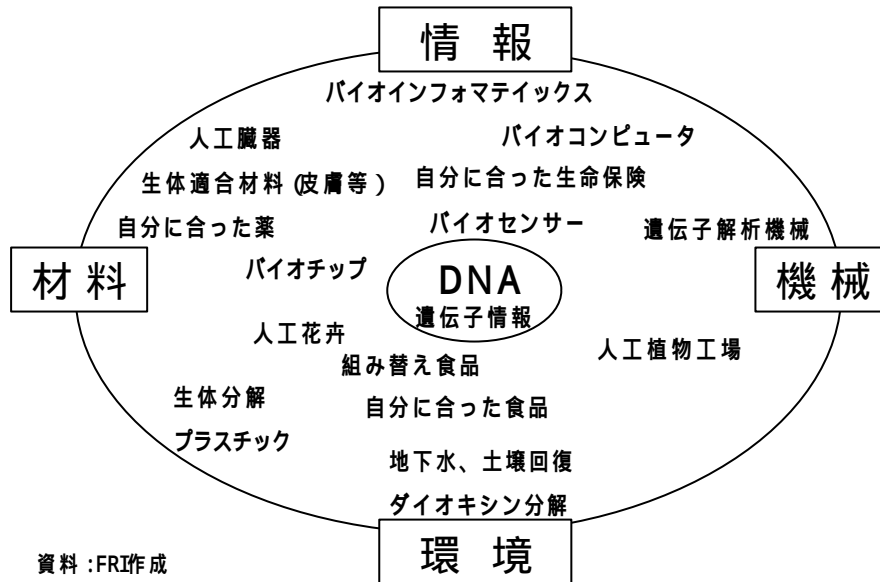 情報
バイオインフォマテイックス
人工臓器
バイオコンピュータ
生体適合材料(皮膚等)
自分に合った生命保険
自分に合った薬
バイオセンサー
遺伝子解析機械
材料
バイオチップ
DNA
遺伝子情報
機械
人工花卉
人工植物工場
組み替え食品
生体分解
プラスチック
自分に合った食品
地下水、土壌回復
ダイオキシン分解
環境
資料:FRI作成